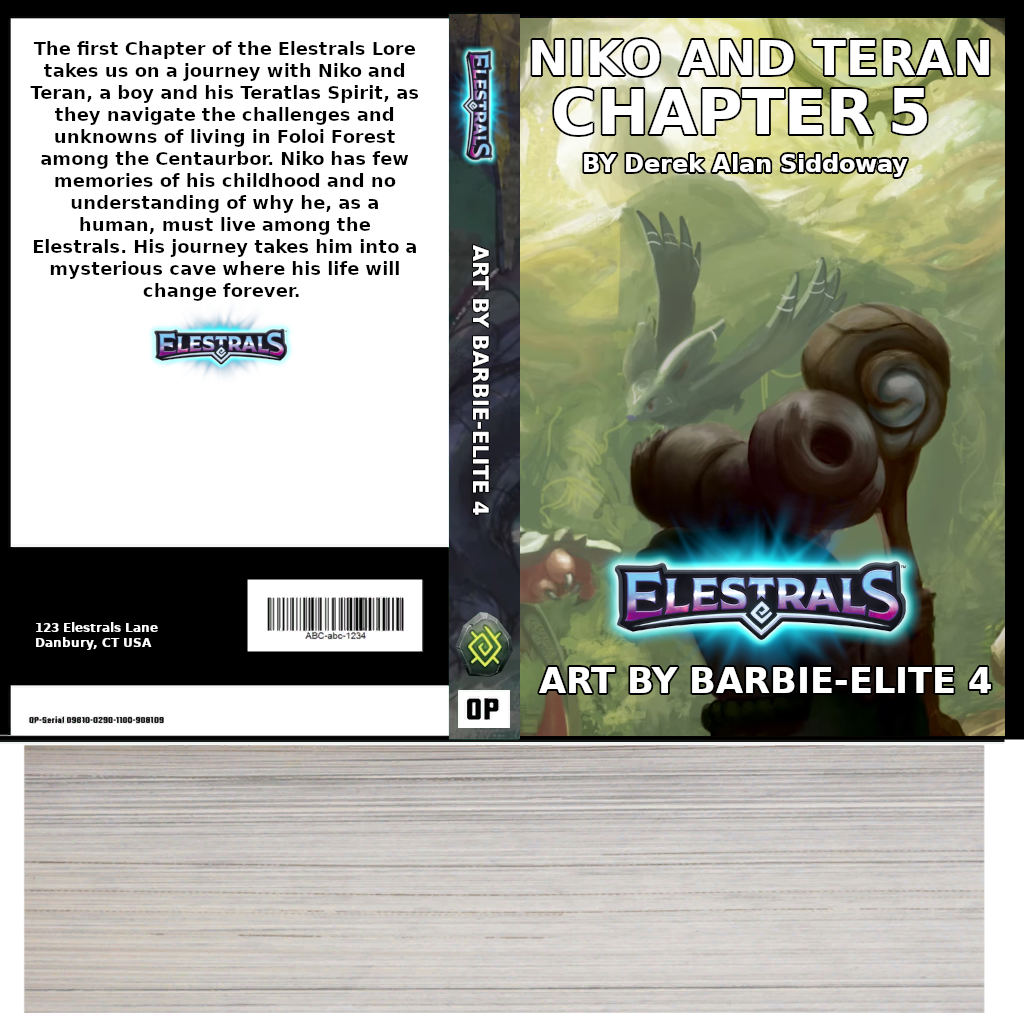 The first Chapter of the Elestrals Lore
takes us on a journey with Niko and
Teran, a boy and his Teratlas Spirit, as
they navigate the challenges and
unknowns of living in Foloi Forest
among the Centaurbor. Niko has few
memories of his childhood and no
understanding of why he, as a
human, must live among the
Elestrals. His journey takes him into a
mysterious cave where his life will
change forever.
ELESTRALS
123 Elestrals Lane
Danbury, CT USA
ABC-abc-1234
OP-Serial 09810-0290-1100-908109
ELESTRALS
ART BY BARBIE-ELITE 4
OP
NIKO AND TERAN
CHAPTER 5
BY Derek Alan Siddoway
ELESTRALS™
ART BY BARBIE-ELITE 4